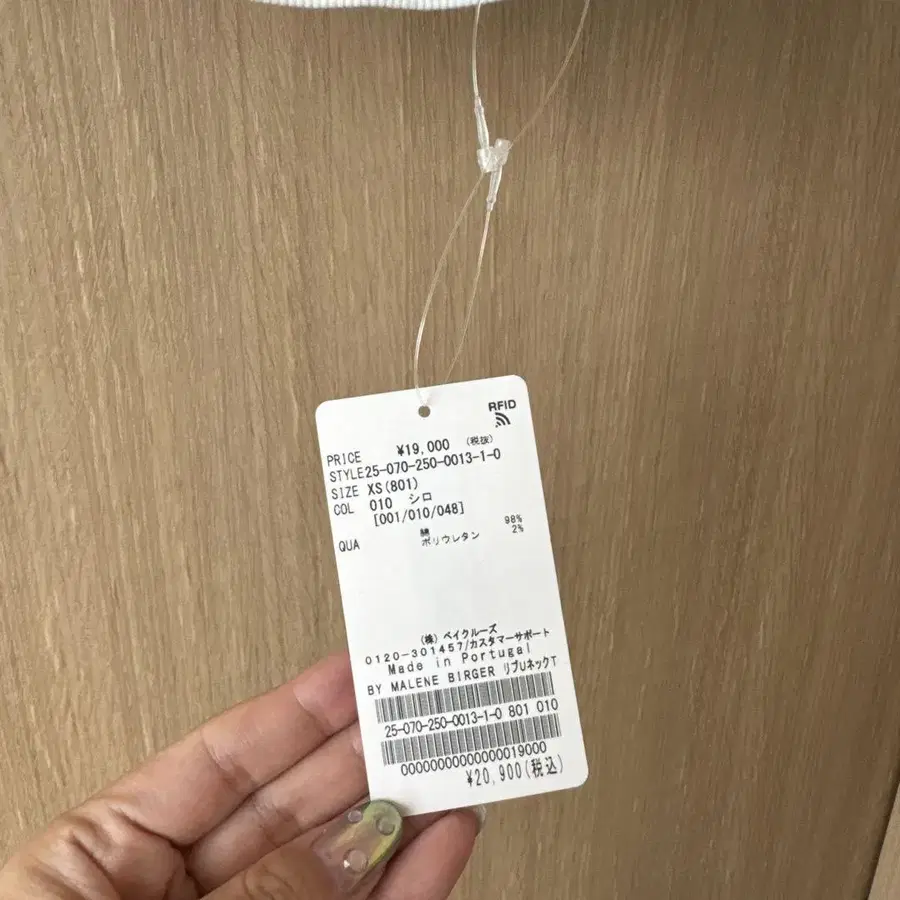 RFID
PRICE ¥19,000 (税抜)
STYLE25-070-250-0013-1-0
SIZE XS(801)
COL 010 シロ
[001/010/048]
QUA 綿 98%
ポリウレタン 2%
(株) ベイクルーズ
0120-301457/カスタマーサポート
Made in Portugal
BY MALENE BIRGER リブUネックT
25-070-250-0013-1-0 801 010
0000000000000000019000
¥20,900(税込)